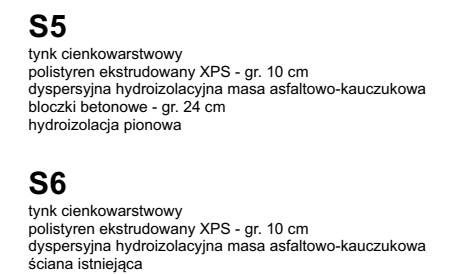 S5
tynk cienkowarstwowy
polistyren ekstrudowany XPS - gr. 10 cm
dyspersyjna hydroizolacyjna masa asfaltowo-kauczukowa
bloczki betonowe - gr. 24 cm
hydroizolacja pionowa
S6
tynk cienkowarstwowy
polistyren ekstrudowany XPS - gr. 10 cm
dyspersyjna hydroizolacyjna masa asfaltowo-kauczukowa
ściana istniejąca